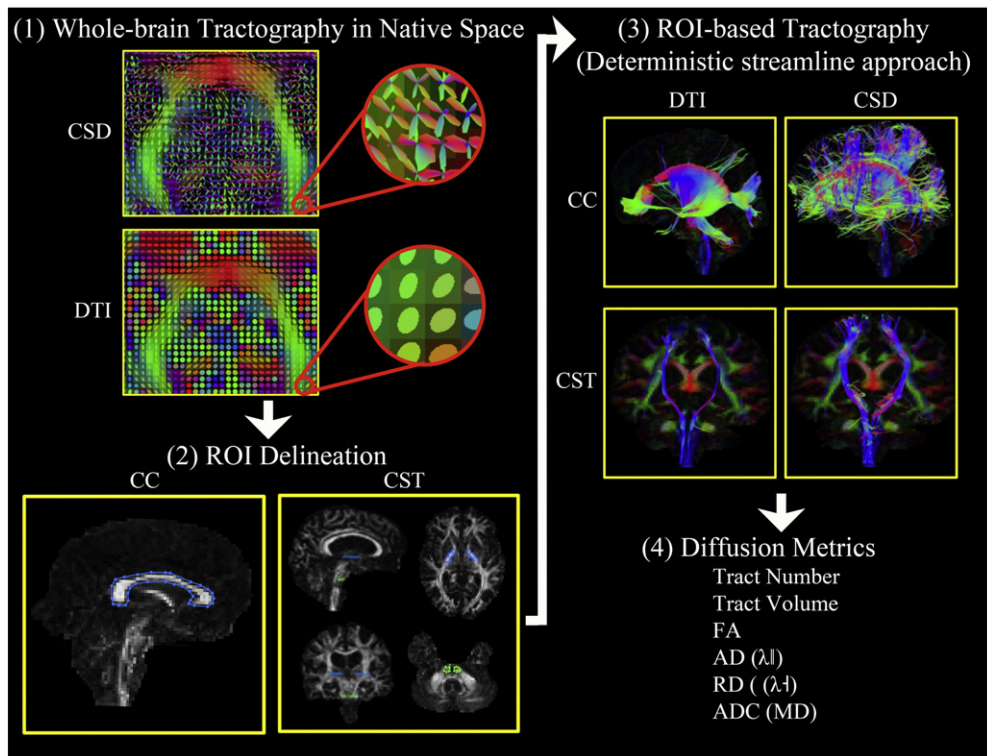 (1) Whole-brain Tractography in Native Space
CSD
DTI
(2) ROI Delineation
CC
CST
(3) ROI-based Tractography
(Deterministic streamline approach)
DTI
CSD
CC
CST
(4) Diffusion Metrics
Tract Number
Tract Volume
FA
AD (λ∥)
RD ( (λ⊣)
ADC (MD)